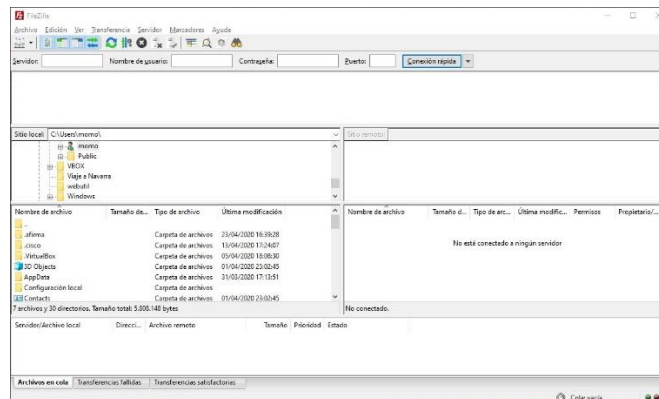 FileZilla
Archivo Edición Ver Transferencia Servidor Marcadores Ayuda
Servidor: Nombre de usuario: Contraseña: Puerto: Conexión rápida
Sitio local: C:\Users\momo\
Sitio remoto:
momo
Public
VBOX
Viaje a Navarra
webutil
Windows
Nombre de archivo Tamaño de... Tipo de archivo Última modificación
..
.afirma Carpeta de archivos 23/04/2020 16:39:28
.cisco Carpeta de archivos 13/04/2020 17:24:07
.VirtualBox Carpeta de archivos 05/04/2020 18:08:30
3D Objects Carpeta de archivos 01/04/2020 23:02:45
AppData Carpeta de archivos 31/03/2020 17:13:51
Configuración local Carpeta de archivos
Contacts Carpeta de archivos 01/04/2020 23:02:45
7 archivos y 30 directorios. Tamaño total: 5.808.148 bytes
Nombre de archivo Tamaño d... Tipo de arc... Última modific... Permisos Propietario/...
No está conectado a ningún servidor
No conectado.
Servidor/Archivo local Direcci... Archivo remoto Tamaño Prioridad Estado
Archivos en cola Transferencias fallidas Transferencias satisfactorias
Cola: vacía